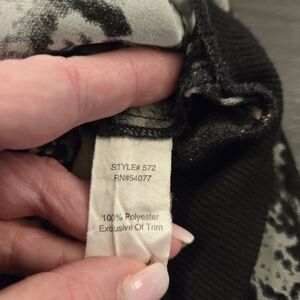 STYLE# 572
RN#54077
100% Polyester
Exclusive Of Trim